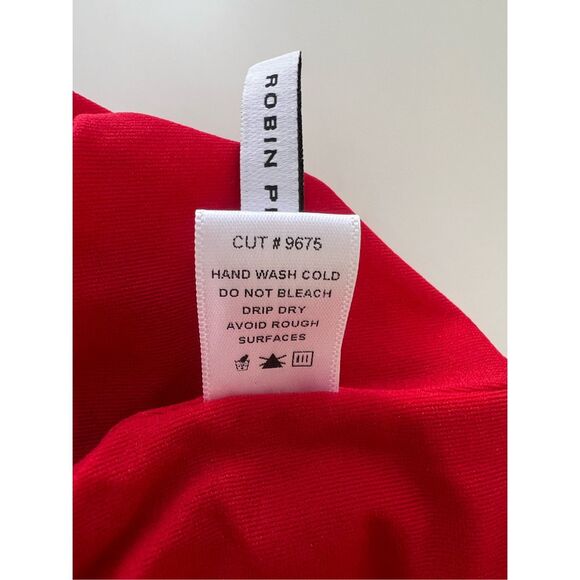 ROBIN
CUT # 9675
HAND WASH COLD
DO NOT BLEACH
DRIP DRY
AVOID ROUGH
SURFACES